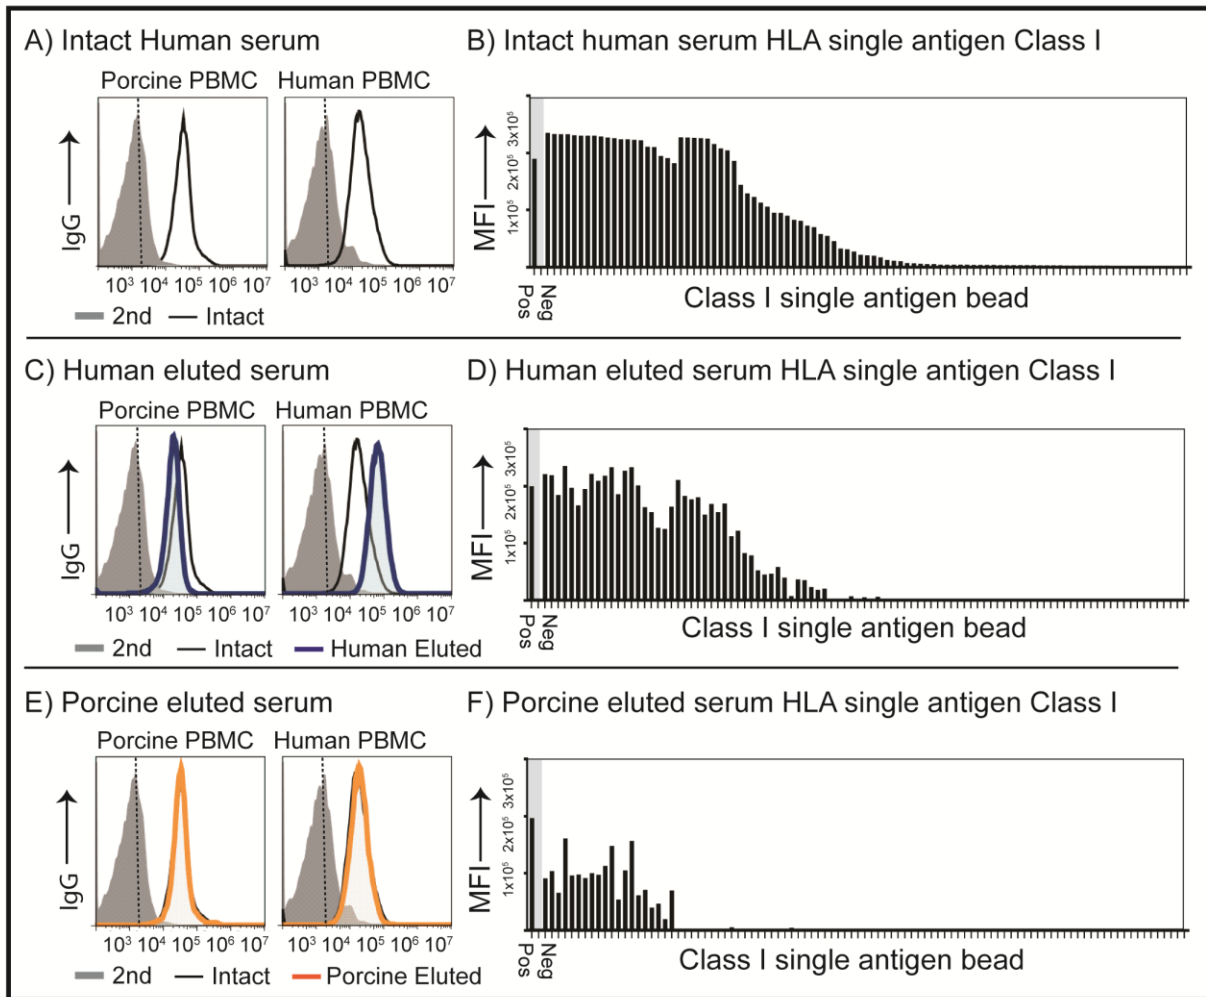 A) Intact Human serum
B) Intact human serum HLA single antigen Class I
Porcine PBMC Human PBMC
IgG
10³ 10⁴ 10⁵ 10⁶ 10⁷ 10³ 10⁴ 10⁵ 10⁶ 10⁷
2nd Intact
MFI
3x10⁵
2x10⁵
1x10⁵
Pos
Neg
Class I single antigen bead
C) Human eluted serum
D) Human eluted serum HLA single antigen Class I
Porcine PBMC Human PBMC
IgG
10³ 10⁴ 10⁵ 10⁶ 10⁷ 10³ 10⁴ 10⁵ 10⁶ 10⁷
2nd Intact Human Eluted
MFI
3x10⁵
2x10⁵
1x10⁵
Pos
Neg
Class I single antigen bead
E) Porcine eluted serum
F) Porcine eluted serum HLA single antigen Class I
Porcine PBMC Human PBMC
IgG
10³ 10⁴ 10⁵ 10⁶ 10⁷ 10³ 10⁴ 10⁵ 10⁶ 10⁷
2nd Intact Porcine Eluted
MFI
3x10⁵
2x10⁵
1x10⁵
Pos
Neg
Class I single antigen bead